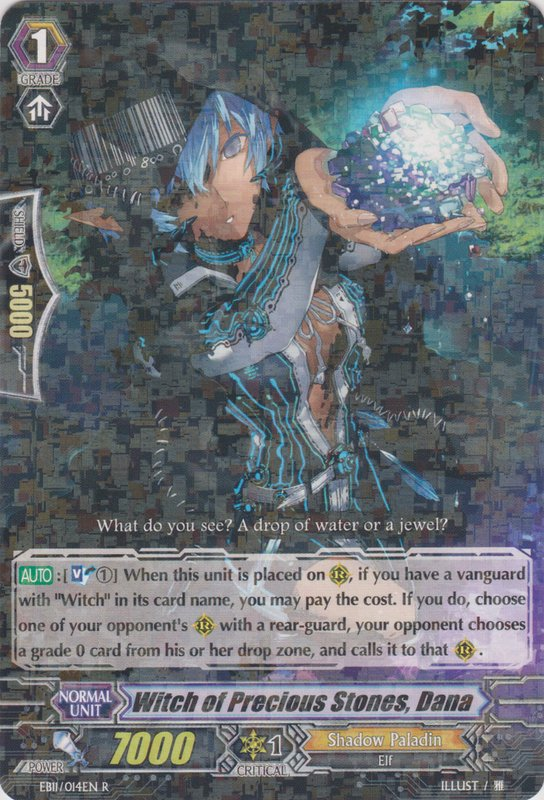 1
GRADE
SHIELD
5000
What do you see? A drop of water or a jewel?
AUTO : [ ①] When this unit is placed on R, if you have a vanguard
with "Witch" in its card name, you may pay the cost. If you do, choose
one of your opponent's R with a rear-guard, your opponent chooses
a grade 0 card from his or her drop zone, and calls it to that R.
NORMAL
UNIT
Witch of Precious Stones, Dana
POWER
7000
1
CRITICAL
Shadow Paladin
Elf
EB11/014EN R
ILLUST /